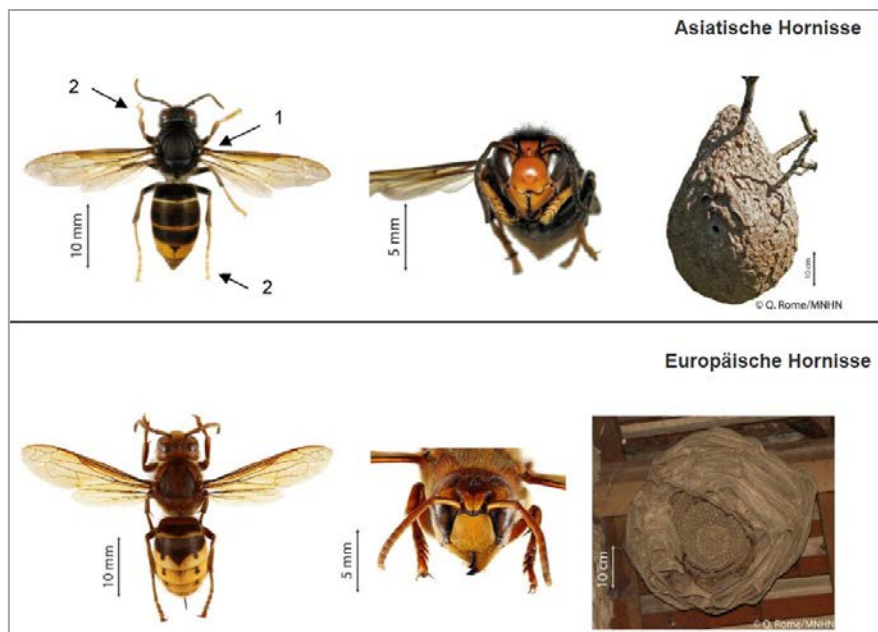 Asiatische Hornisse
2
1
10 mm
2
5 mm
10 cm
© Q. Rome/MNHN
Europäische Hornisse
10 mm
5 mm
10 cm
© Q. Rome/MNHN